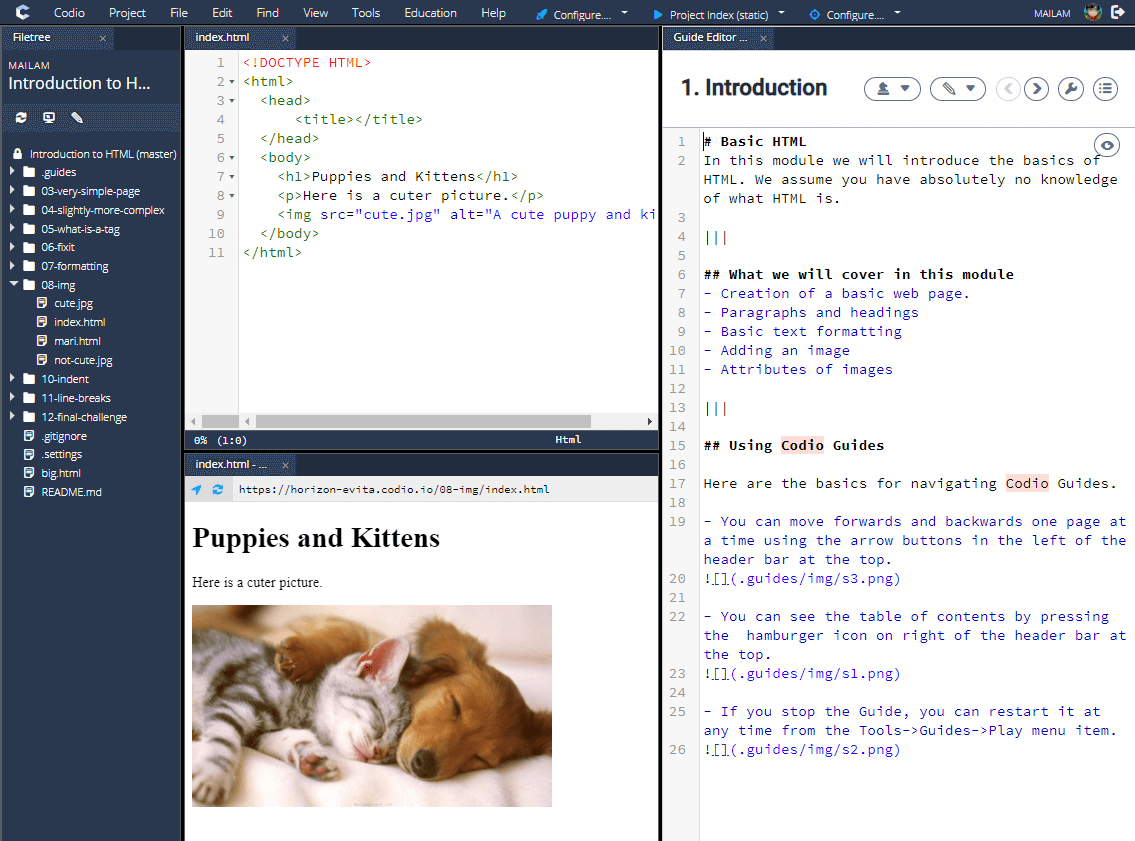 Codio Project File Edit Find View Tools Education Help Configure.... Project Index (static) Configure.... MAILAM
Filetree ×
MAILAM
Introduction to H...
Introduction to HTML (master)
.guides
03-very-simple-page
04-slightly-more-complex
05-what-is-a-tag
06-fixit
07-formatting
08-img
cute.jpg
index.html
mari.html
not-cute.jpg
10-indent
11-line-breaks
12-final-challenge
.gitignore
.settings
big.html
README.md
index.html ×
1 <!DOCTYPE HTML>
2 <html>
3 <head>
4 <title></title>
5 </head>
6 <body>
7 <h1>Puppies and Kittens</h1>
8 <p>Here is a cuter picture.</p>
9 <img src="cute.jpg" alt="A cute puppy and ki
10 </body>
11 </html>
0% (1:0) Html
index.html - ... ×
https://horizon-evita.codio.io/08-img/index.html
Puppies and Kittens
Here is a cuter picture.
Guide Editor ... ×
1. Introduction
1 # Basic HTML
2 In this module we will introduce the basics of
HTML. We assume you have absolutely no knowledge
of what HTML is.
3
4 |||
5
6 ## What we will cover in this module
7 - Creation of a basic web page.
8 - Paragraphs and headings
9 - Basic text formatting
10 - Adding an image
11 - Attributes of images
12
13 |||
14
15 ## Using Codio Guides
16
17 Here are the basics for navigating Codio Guides.
18
19 - You can move forwards and backwards one page at
a time using the arrow buttons in the left of the
header bar at the top.
20 ![](.guides/img/s3.png)
21
22 - You can see the table of contents by pressing
the  hamburger icon on right of the header bar at
the top.
23 ![](.guides/img/s1.png)
24
25 - If you stop the Guide, you can restart it at
any time from the Tools->Guides->Play menu item.
26 ![](.guides/img/s2.png)